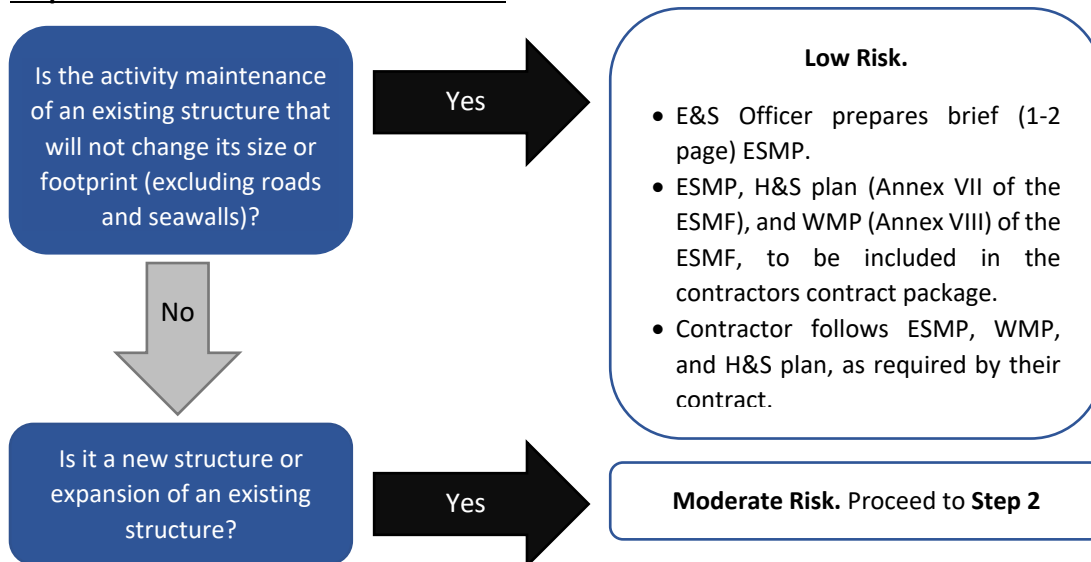 Is the activity maintenance
of an existing structure that
will not change its size or
footprint (excluding roads
and seawalls)?
Yes
Low Risk.
• E&S Officer prepares brief (1-2
page) ESMP.
• ESMP, H&S plan (Annex VII of the
ESMF), and WMP (Annex VIII) of the
ESMF, to be included in the
contractors contract package.
• Contractor follows ESMP, WMP,
and H&S plan, as required by their
contract.
No
Is it a new structure or
expansion of an existing
structure?
Yes
Moderate Risk. Proceed to Step 2